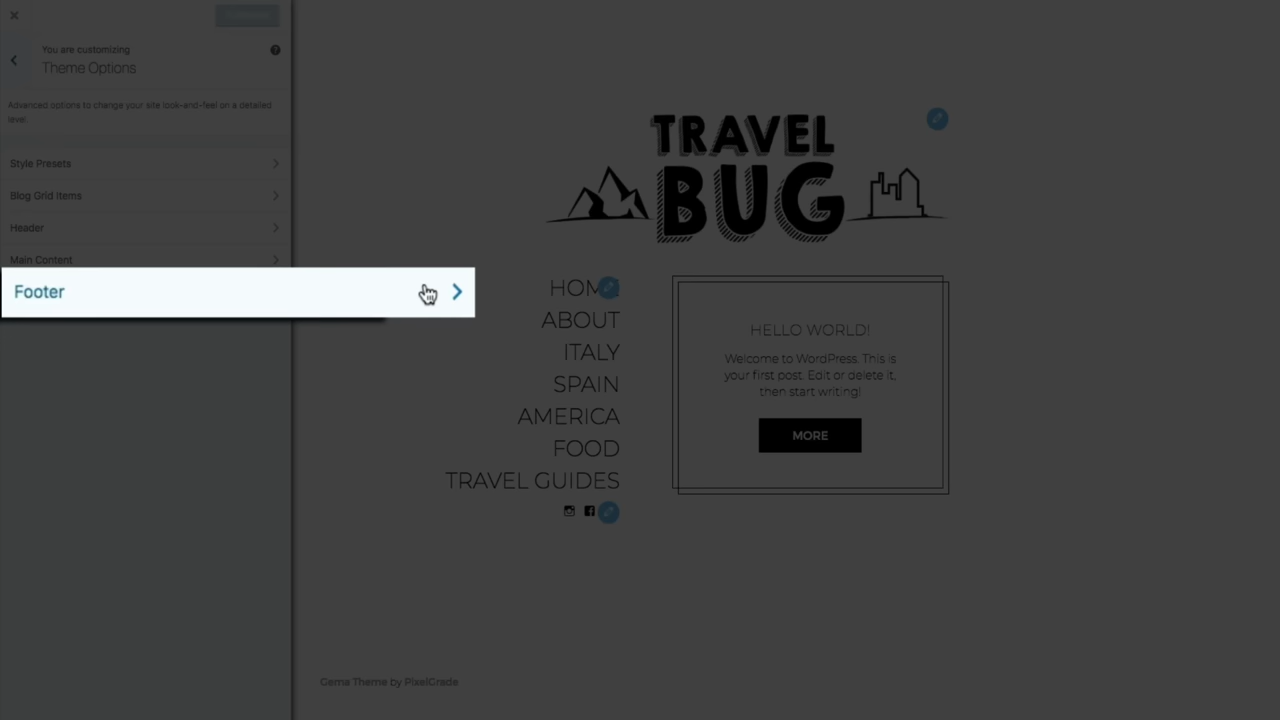 You are customizing
Theme Options
Advanced options to change your site look-and-feel on a detailed
level.
Style Presets
Blog Grid Items
Header
Main Content
Footer
TRAVEL
BUG
HOM
ABOUT
ITALY
SPAIN
AMERICA
FOOD
TRAVEL GUIDES
HELLO WORLD!
Welcome to WordPress. This is
your first post. Edit or delete it,
then start writing!
MORE
Gema Theme by PixelGrade